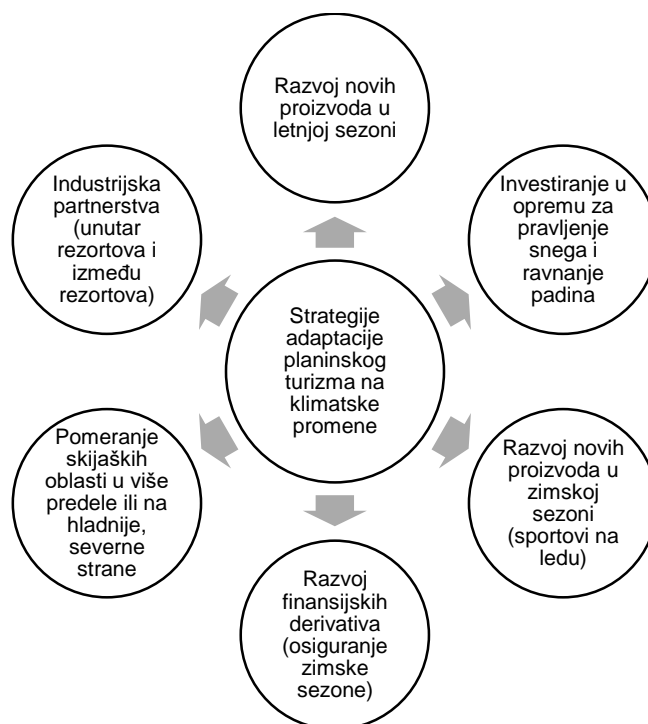 Razvoj novih
proizvoda u
letnjoj sezoni
Industrijska
partnerstva
(unutar
rezortova i
između
rezortova)
Investiranje u
opremu za
pravljenje
snega i
ravnanje
padina
Strategije
adaptacije
planinskog
turizma na
klimatske
promene
Pomeranje
skijaških
oblasti u više
predele ili na
hladnije,
severne
strane
Razvoj novih
proizvoda u
zimskoj
sezoni
(sportovi na
ledu)
Razvoj
finansijskih
derivativa
(osiguranje
zimske
sezone)